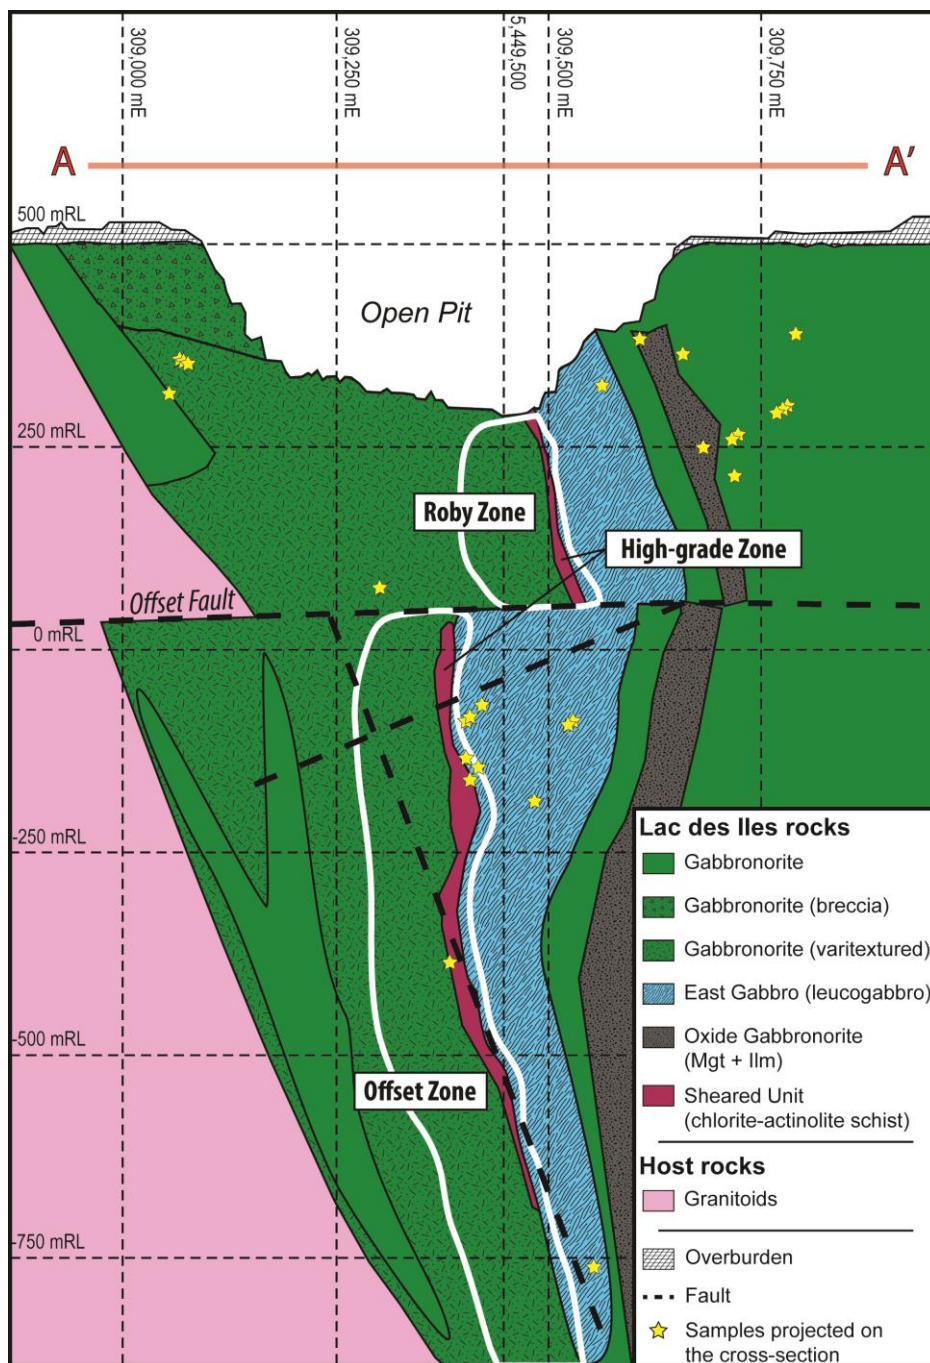 309,000 mE
309,250 mE
5,449,500
309,500 mE
309,750 mE
A
A'
500 mRL
Open Pit
250 mRL
Roby Zone
High-grade Zone
Offset Fault
0 mRL
-250 mRL
-500 mRL
Offset Zone
-750 mRL
Lac des Iles rocks
Gabbronorite
Gabbronorite (breccia)
Gabbronorite (varitextured)
East Gabbro (leucogabbro)
Oxide Gabbronorite
(Mgt + Ilm)
Sheared Unit
(chlorite-actinolite schist)
Host rocks
Granitoids
Overburden
Fault
Samples projected on
the cross-section